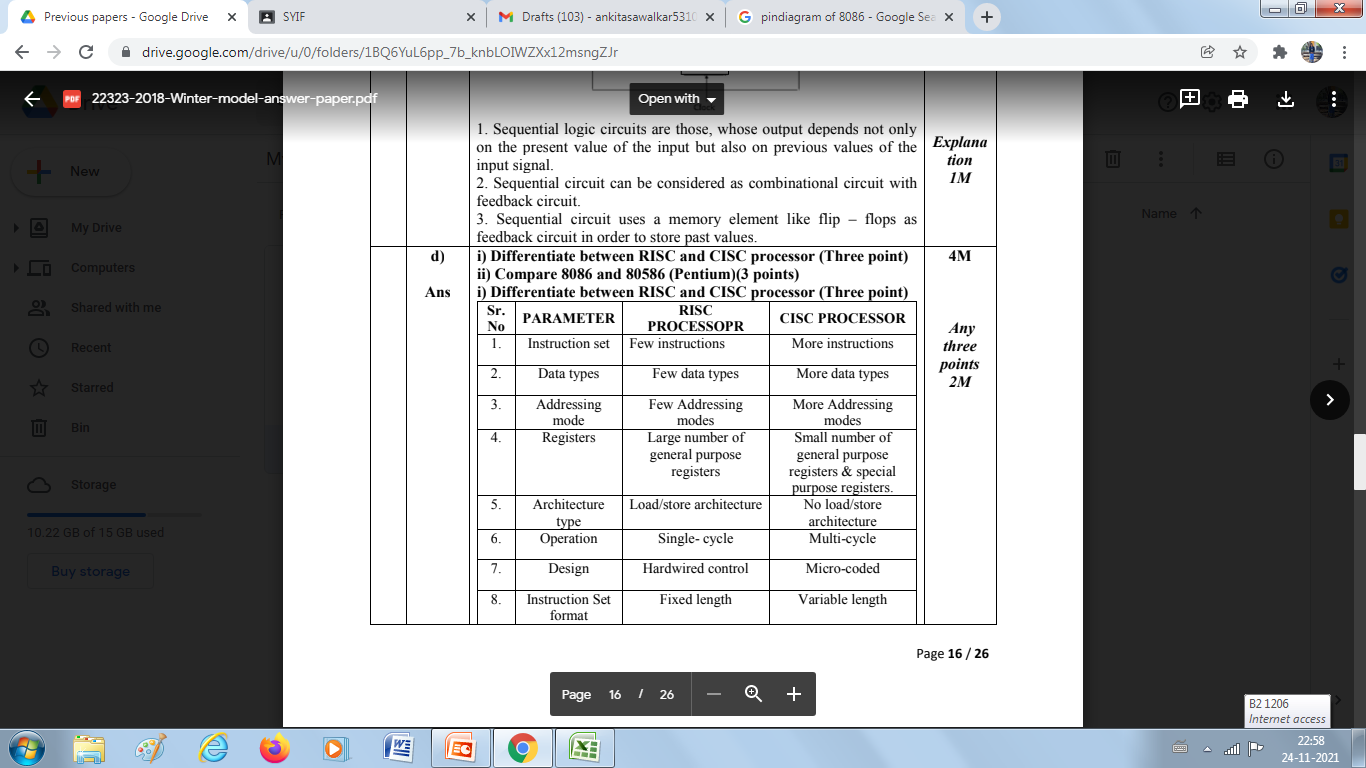 Previous papers - Google Drive
SYIF
Drafts (103) - ankitasawalkar5310
pindiagram of 8086 - Google Sea
drive.google.com/drive/u/0/folders/1BQ6YuL6pp_7b_knbLOIWZXx12msngZJr
PDF 22323-2018-Winter-model-answer-paper.pdf
Open with
New
My Drive
Computers
Shared with me
Recent
Starred
Bin
Storage
10.22 GB of 15 GB used
Buy storage
Name
1. Sequential logic circuits are those, whose output depends not only
on the present value of the input but also on previous values of the
input signal.
2. Sequential circuit can be considered as combinational circuit with
feedback circuit.
3. Sequential circuit uses a memory element like flip – flops as
feedback circuit in order to store past values.
Explana
tion
1M
d) i) Differentiate between RISC and CISC processor (Three point) 4M
ii) Compare 8086 and 80586 (Pentium)(3 points)
Ans i) Differentiate between RISC and CISC processor (Three point)
Sr. No PARAMETER RISC PROCESSOPR CISC PROCESSOR
1. Instruction set Few instructions More instructions
2. Data types Few data types More data types
3. Addressing mode Few Addressing modes More Addressing modes
4. Registers Large number of general purpose registers Small number of general purpose registers & special purpose registers.
5. Architecture type Load/store architecture No load/store architecture
6. Operation Single- cycle Multi-cycle
7. Design Hardwired control Micro-coded
8. Instruction Set format Fixed length Variable length
Any
three
points
2M
Page 16 / 26
Page 16 / 26
B2 1206
Internet access
22:58
24-11-2021